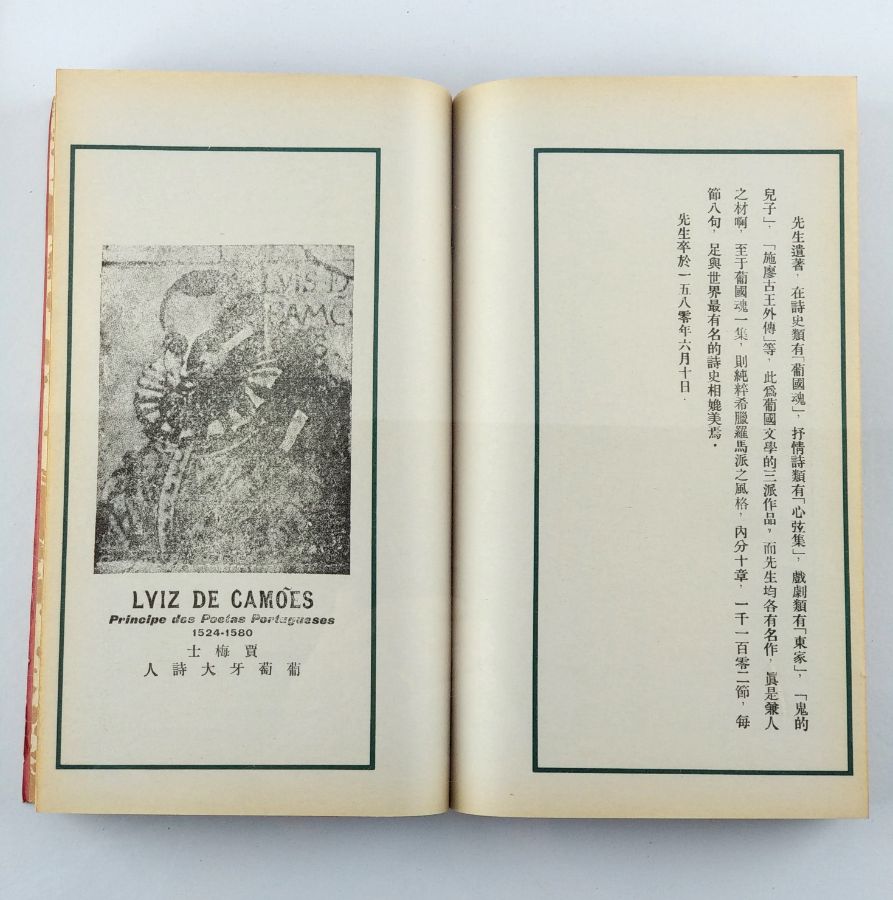 先生遺著，在詩史類有「葡國魂」，抒情詩類有「心弦集」，戲劇類有「東家」，「鬼的
兒子」．「施廖古王外傳」等，此爲葡國文學的三派作品，而先生均各有名作，眞是兼人
之材啊，至于葡國魂一集，則純粹希臘羅馬派之風格，內分十章，一千一百零二節，每
節八句，足與世界最有名的詩史相媲美焉．
先生卒於一五八零年六月十日．
LVIS D
LVIZ DE CAMÕES
Principe dos Poetas Portugueses
1524-1580
賈梅士
葡萄牙大詩人